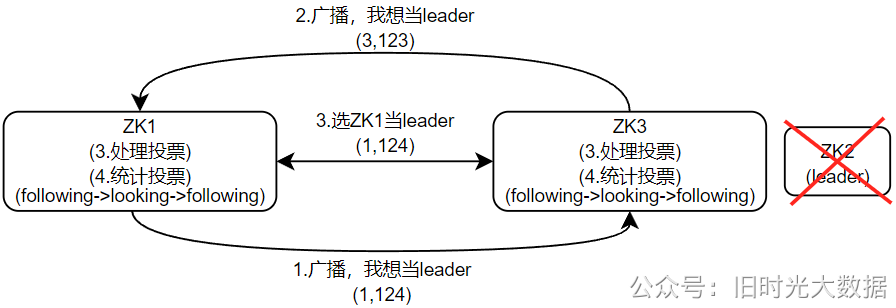 2.广播，我想当leader
(3,123)
ZK1
(3.处理投票)
(4.统计投票)
(following->looking->following)
3.选ZK1当leader
(1,124)
ZK3
(3.处理投票)
(4.统计投票)
(following->looking->following)
ZK2
(leader)
1.广播，我想当leader
(1,124)
公众号：旧时光大数据